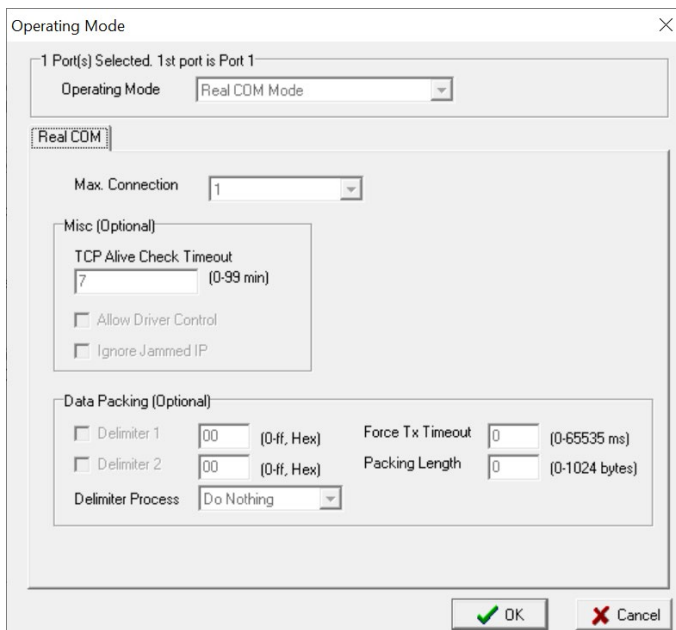 Operating Mode
1 Port(s) Selected. 1st port is Port 1
Operating Mode Real COM Mode
Real COM
Max. Connection 1
Misc (Optional)
TCP Alive Check Timeout
7 (0-99 min)
Allow Driver Control
Ignore Jammed IP
Data Packing (Optional)
Delimiter 1 00 (0-ff, Hex) Force Tx Timeout 0 (0-65535 ms)
Delimiter 2 00 (0-ff, Hex) Packing Length 0 (0-1024 bytes)
Delimiter Process Do Nothing
OK Cancel